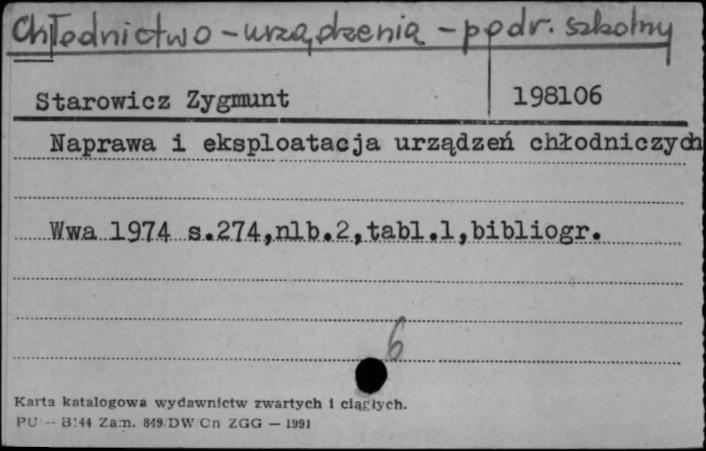 Chłodnictwo - urządzenia - podr. szkolny
Starowicz Zygmunt 198106
Naprawa i eksploatacja urządzeń chłodniczych
Wwa 1974 s.274,nlb.2,tabl.1,bibliogr.
6
Karta katalogowa wydawnictw zwartych i ciągłych.
PU - B/44 Zam. 849/DW/Cn ZGG — 1991